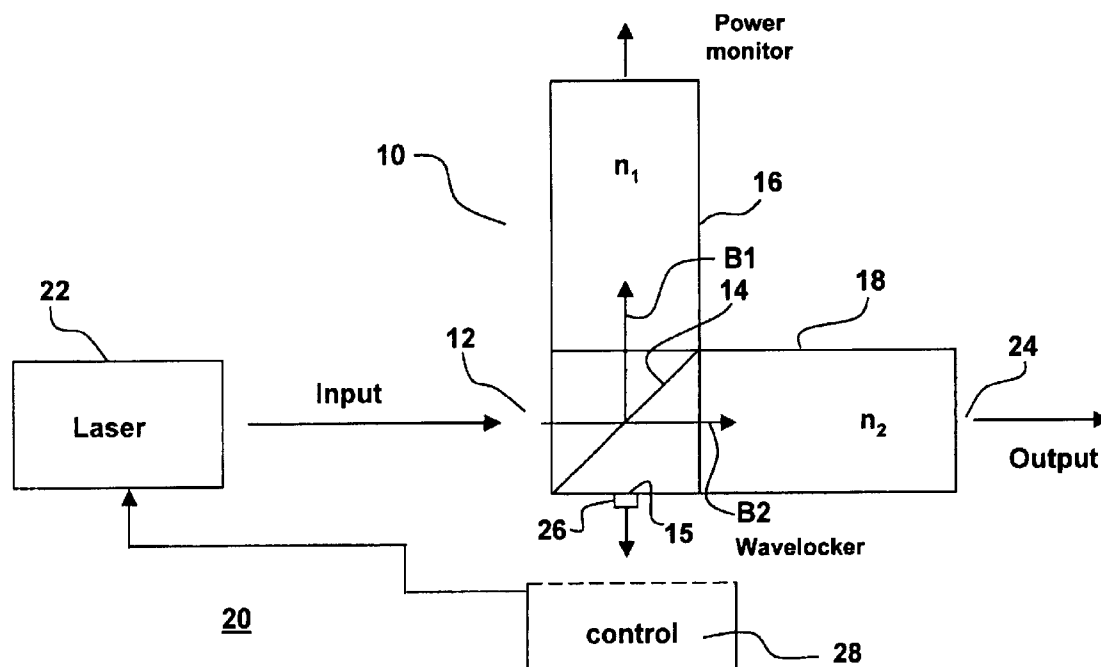 Power
monitor
10
n1
16
B1
14
18
22
12
24
Input
Laser
n2
Output
26
15
B2
Wavelocker
20
control
28